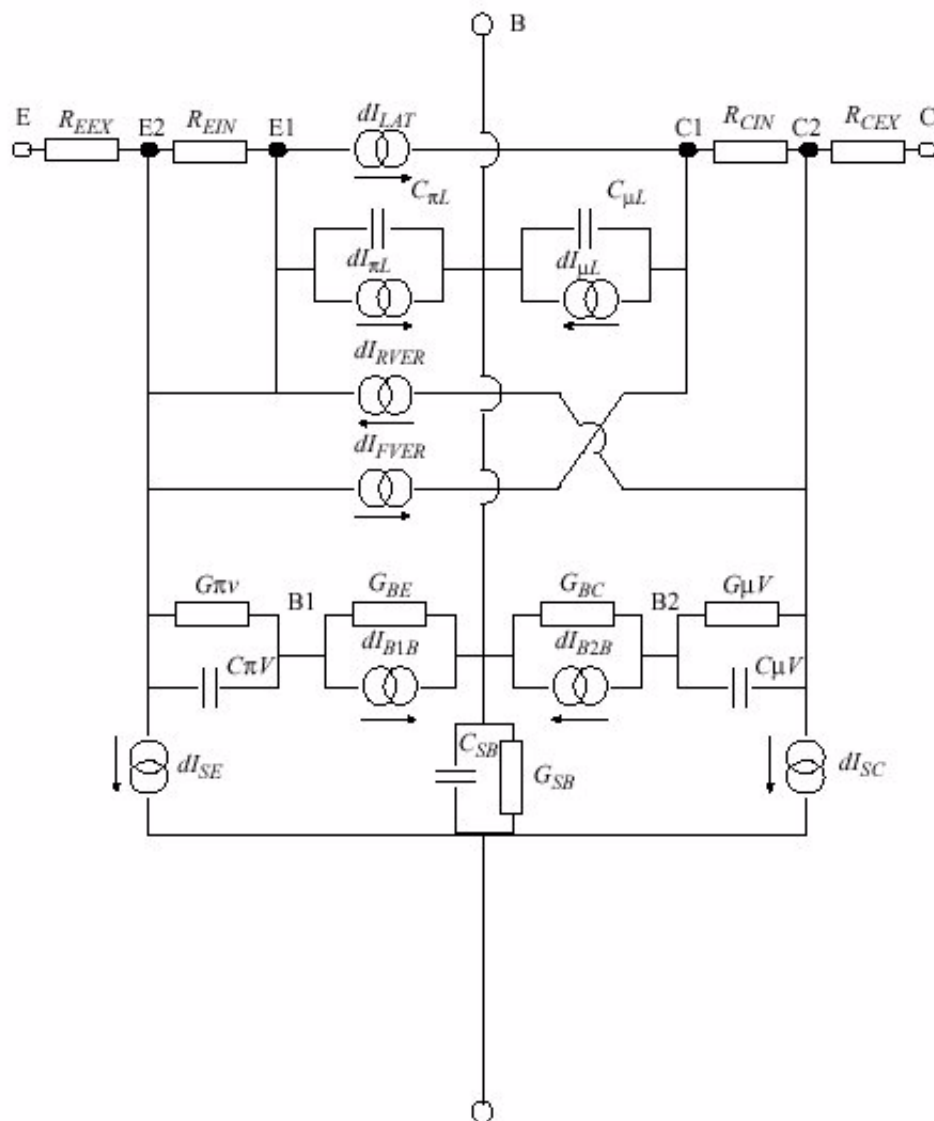 B
E
R_EEX
E2
R_EIN
E1
dI_LAT
C1
R_CIN
C2
R_CEX
C
C_πL
C_μL
dI_πL
dI_μL
dI_RVER
dI_FVER
Gπv
B1
G_BE
G_BC
B2
GμV
dI_B1B
dI_B2B
CπV
CμV
dI_SE
C_SB
G_SB
dI_SC